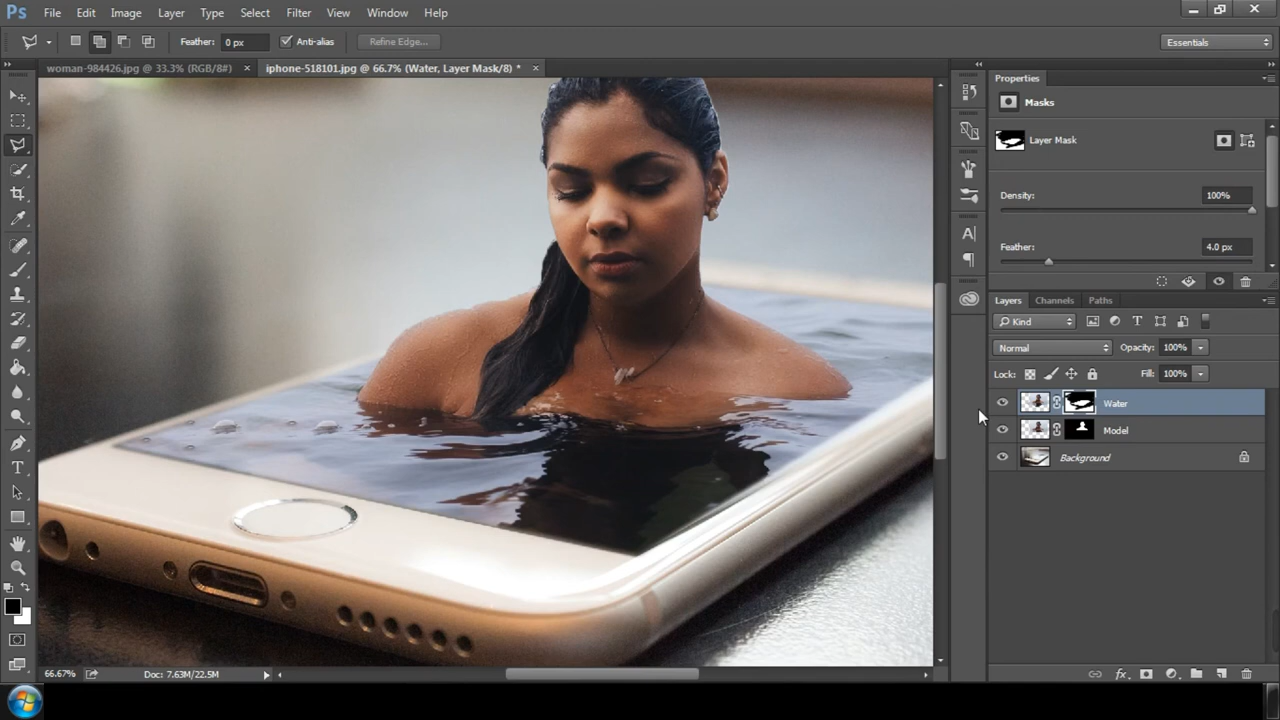 Ps File Edit Image Layer Type Select Filter View Window Help
Feather: 0 px Anti-alias Refine Edge... Essentials
woman-984426.jpg @ 33.3% (RGB/8#) × iphone-518101.jpg @ 66.7% (Water, Layer Mask/8) * ×
Properties
Masks
Layer Mask
Density: 100%
Feather: 4.0 px
Layers Channels Paths
Kind
Normal Opacity: 100%
Lock: Fill: 100%
Water
Model
Background
66.67% Doc: 7.63M/22.5M